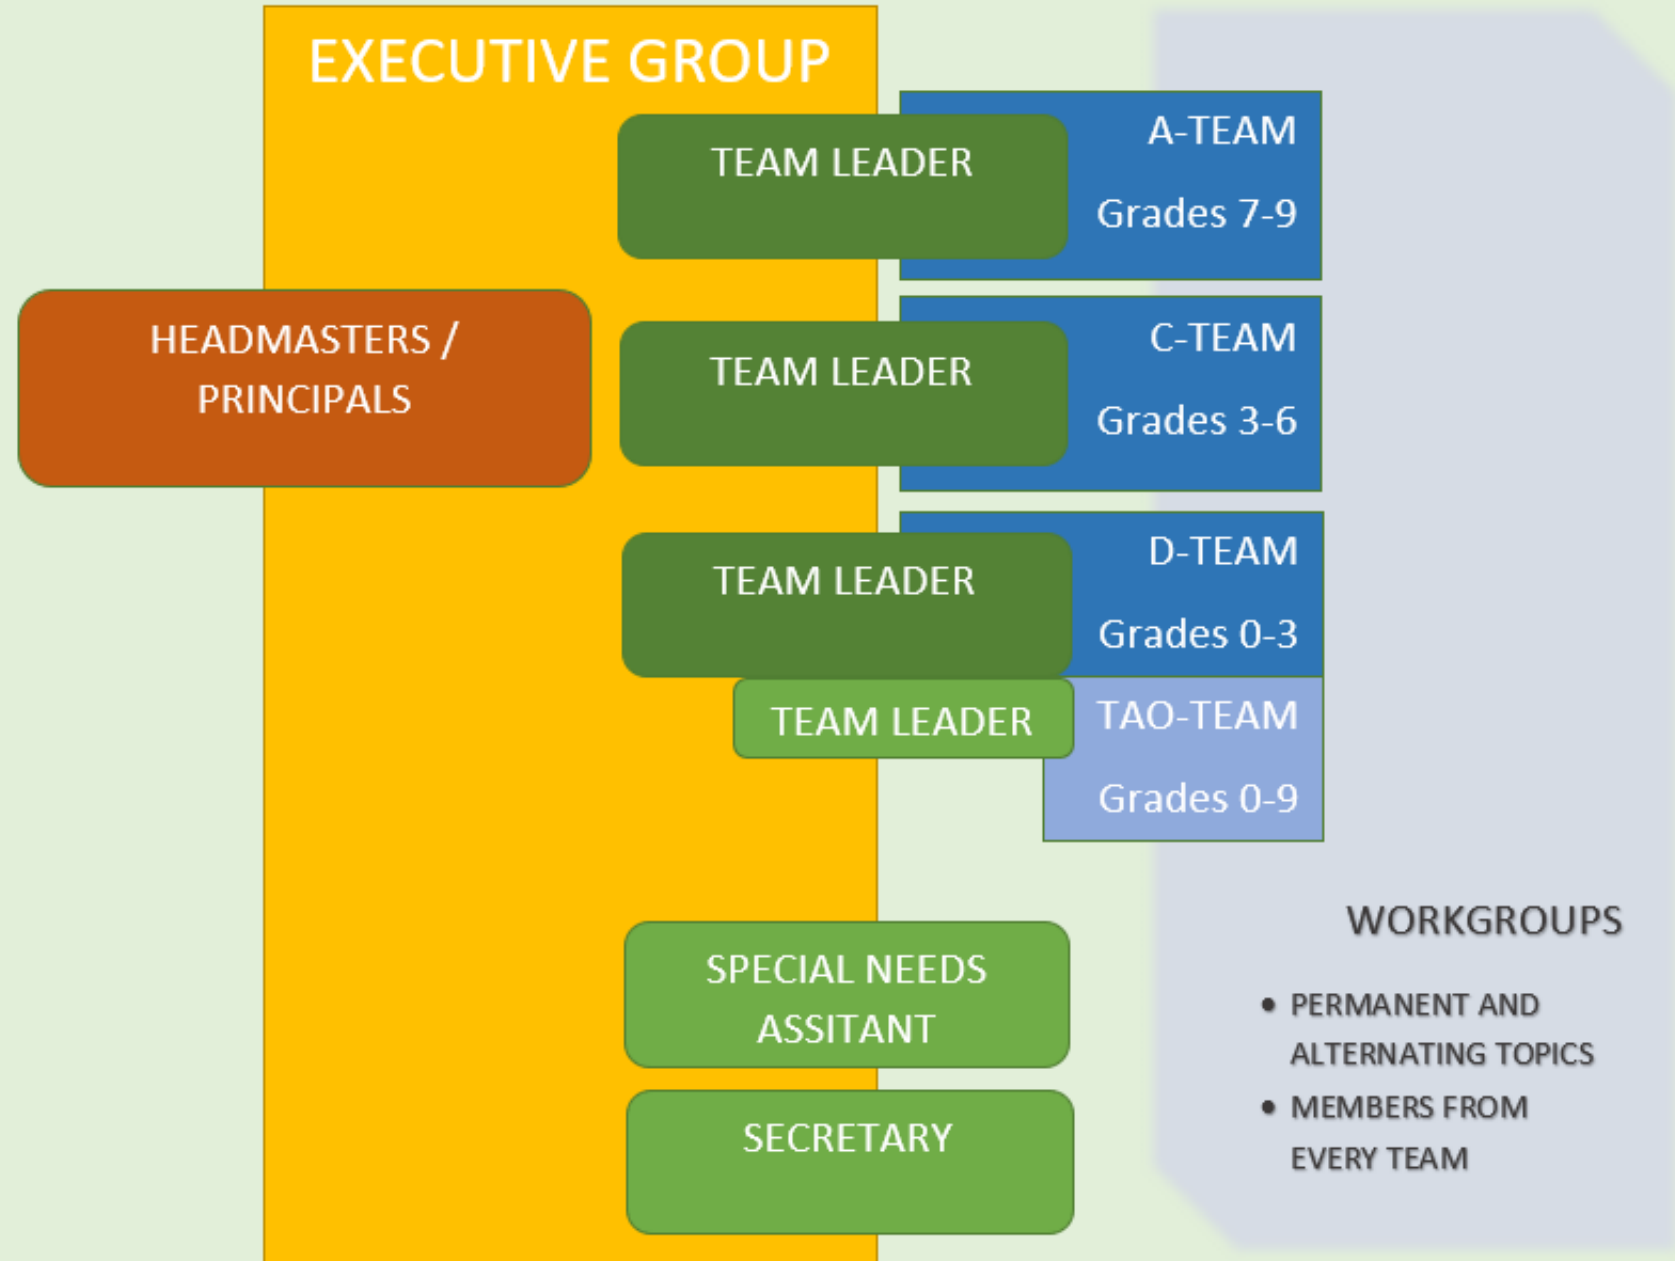 EXECUTIVE GROUP
TEAM LEADER
A-TEAM
Grades 7-9
HEADMASTERS /
PRINCIPALS
TEAM LEADER
C-TEAM
Grades 3-6
TEAM LEADER
D-TEAM
Grades 0-3
TEAM LEADER
TAO-TEAM
Grades 0-9
SPECIAL NEEDS
ASSITANT
SECRETARY
WORKGROUPS
• PERMANENT AND
ALTERNATING TOPICS
• MEMBERS FROM
EVERY TEAM